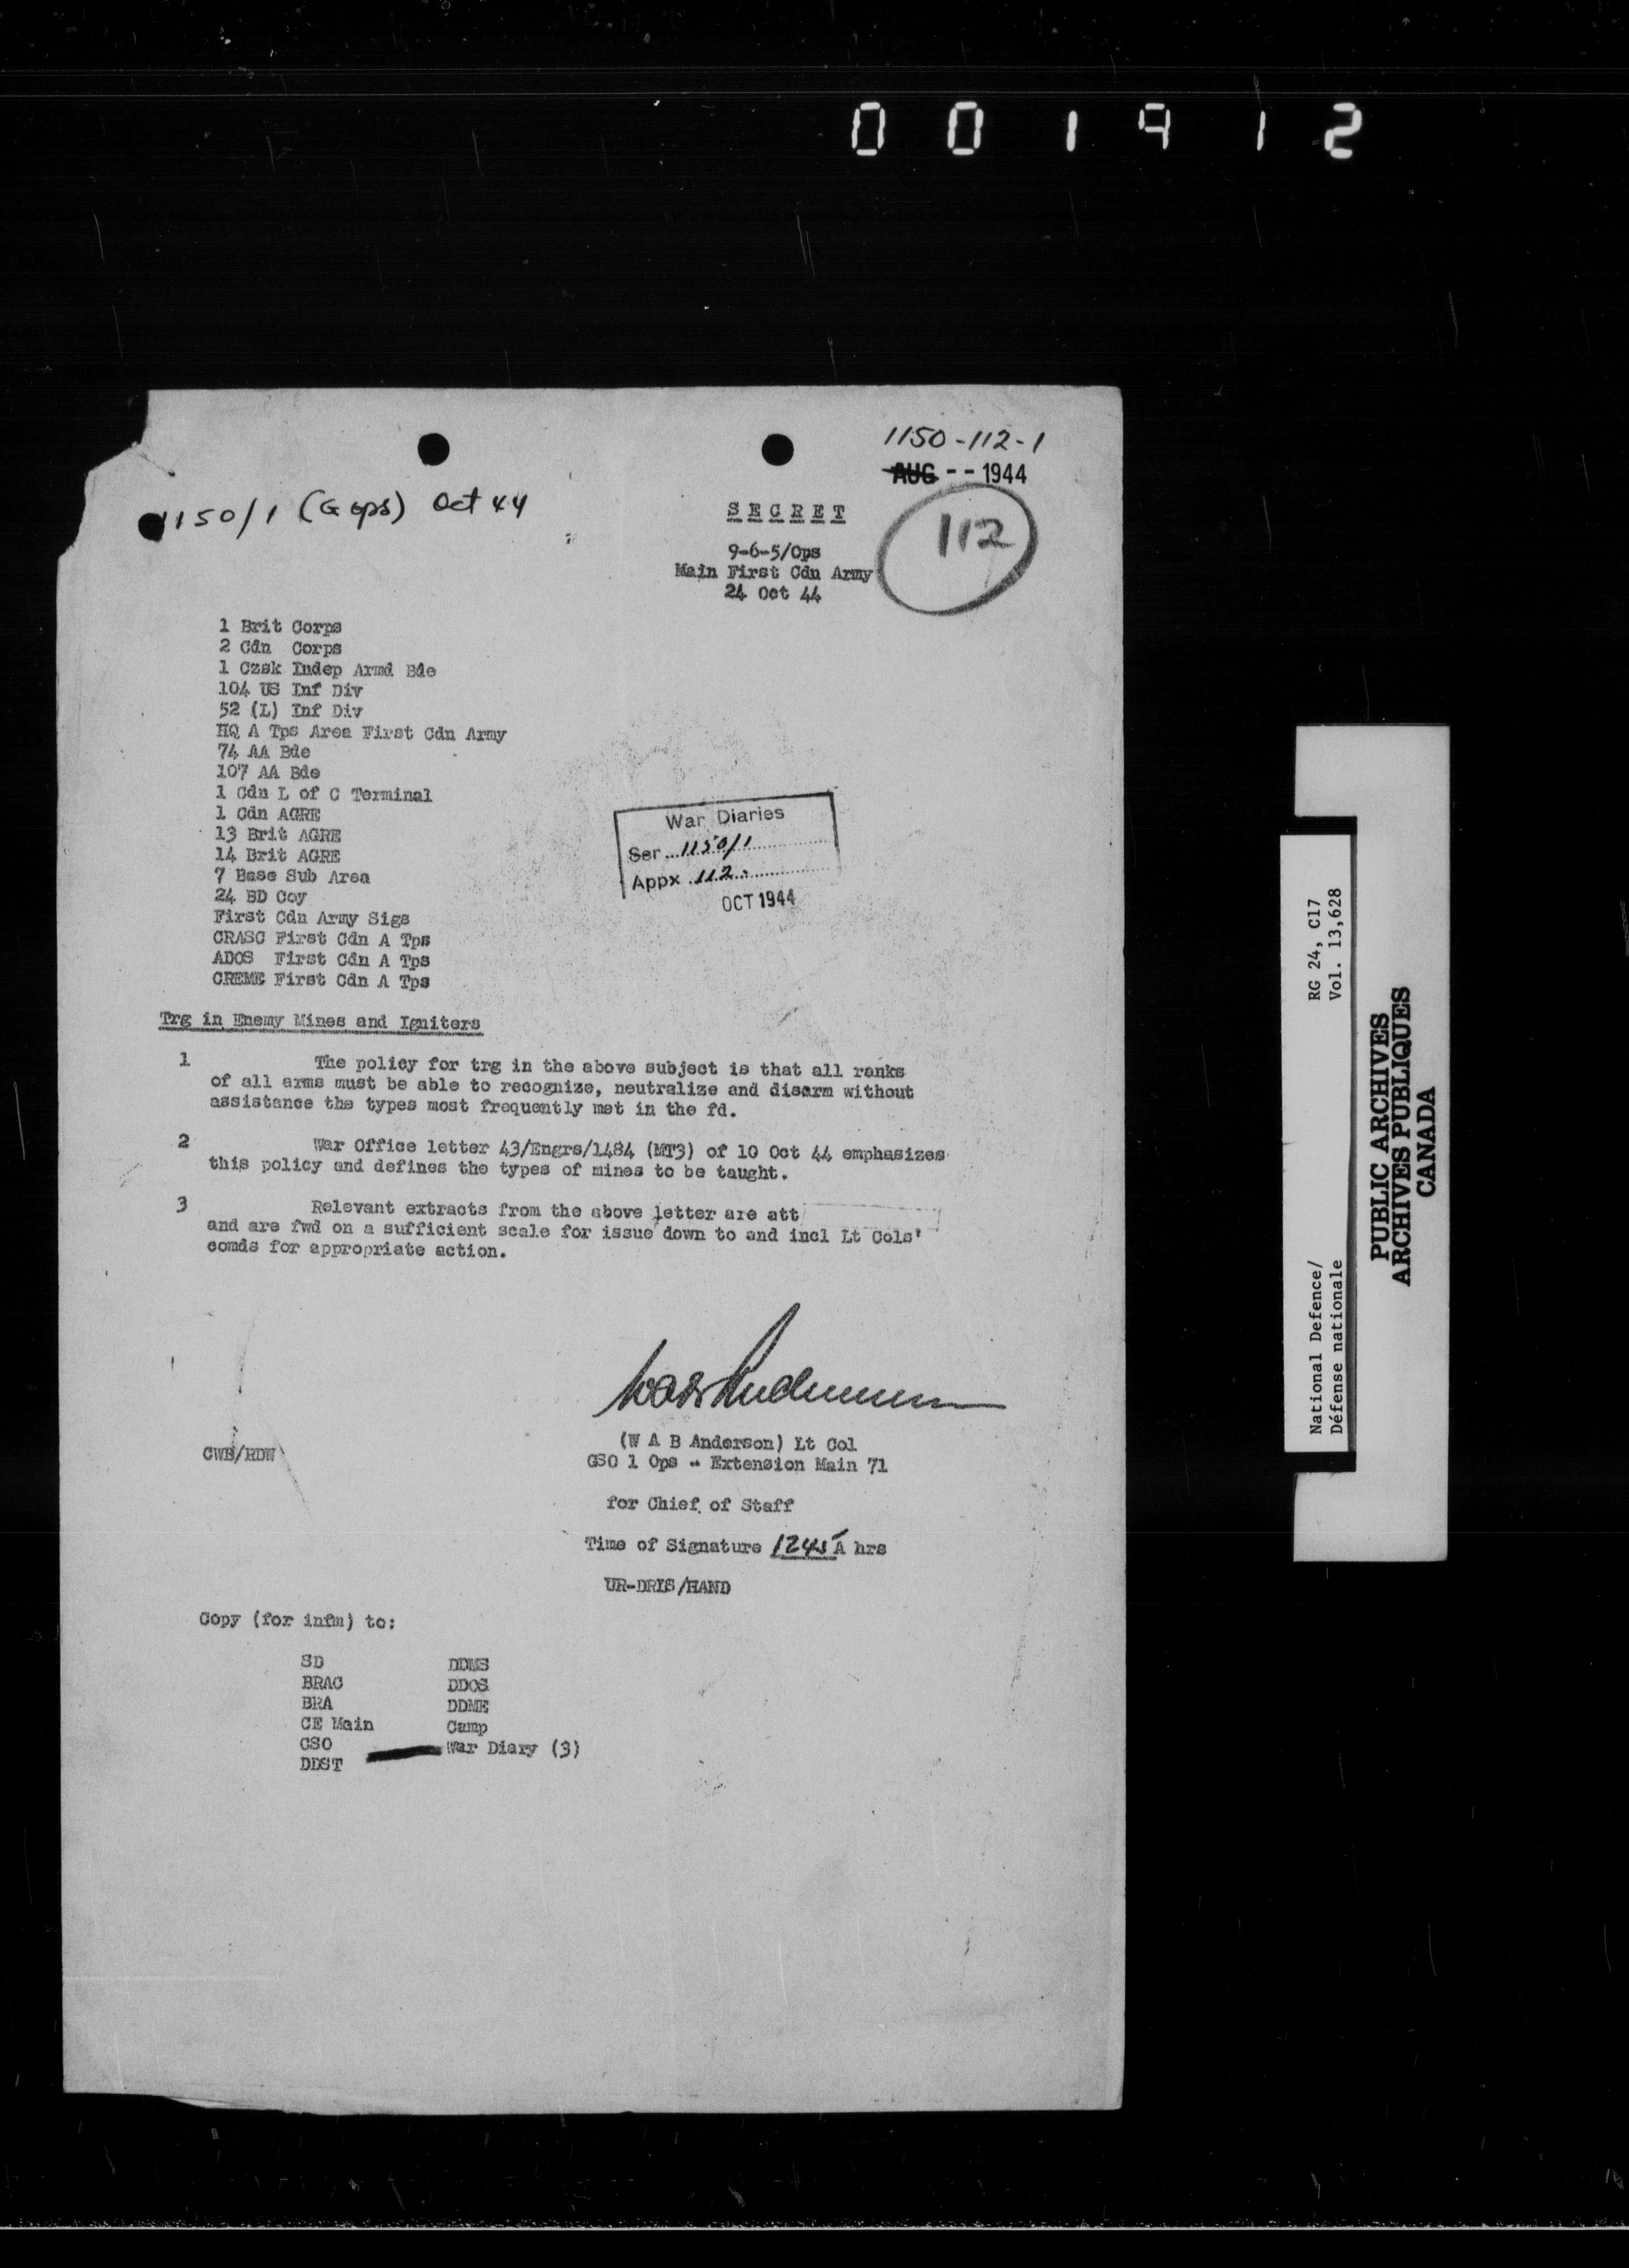 001912
1150-112-1
AUG -- 1944
1150/1 (G ops) Oct 44
SECRET
112
9-6-5/Ops
Main First Cdn Army
24 Oct 44
1 Brit Corps
2 Cdn Corps
1 Czsk Indep Armd Bde
104 US Inf Div
52 (L) Inf Div
HQ A Tps Area First Cdn Army
74 AA Bde
107 AA Bde
1 Cdn L of C Terminal
1 Cdn AGRE
13 Brit AGRE
14 Brit AGRE
7 Base Sub Area
24 BD Coy
First Cdn Army Sigs
CRASC First Cdn A Tps
ADOS First Cdn A Tps
CREME First Cdn A Tps
War Diaries
Ser...1150/1
Appx..112.
OCT 1944
Trg in Enemy Mines and Igniters
1 The policy for trg in the above subject is that all ranks
of all arms must be able to recognize, neutralize and disarm without
assistance the types most frequently met in the fd.
2 War Office letter 43/Engrs/1484 (MT3) of 10 Oct 44 emphasizes
this policy and defines the types of mines to be taught.
3 Relevant extracts from the above letter are att
and are fwd on a sufficient scale for issue down to and incl Lt Cols'
comds for appropriate action.
WAB Anderson
(W A B Anderson) Lt Col
GSO 1 Ops - Extension Main 71
CWB/RDW
for Chief of Staff
Time of Signature 1245 A hrs
UR-DRIS/HAND
Copy (for infm) to:
SD DDMS
BRAC DDOS
BRA DDME
CE Main Camp
CSO War Diary (3)
DDST
National Defence/ RG 24, C17
Défense nationale Vol. 13,628
PUBLIC ARCHIVES
ARCHIVES PUBLIQUES
CANADA